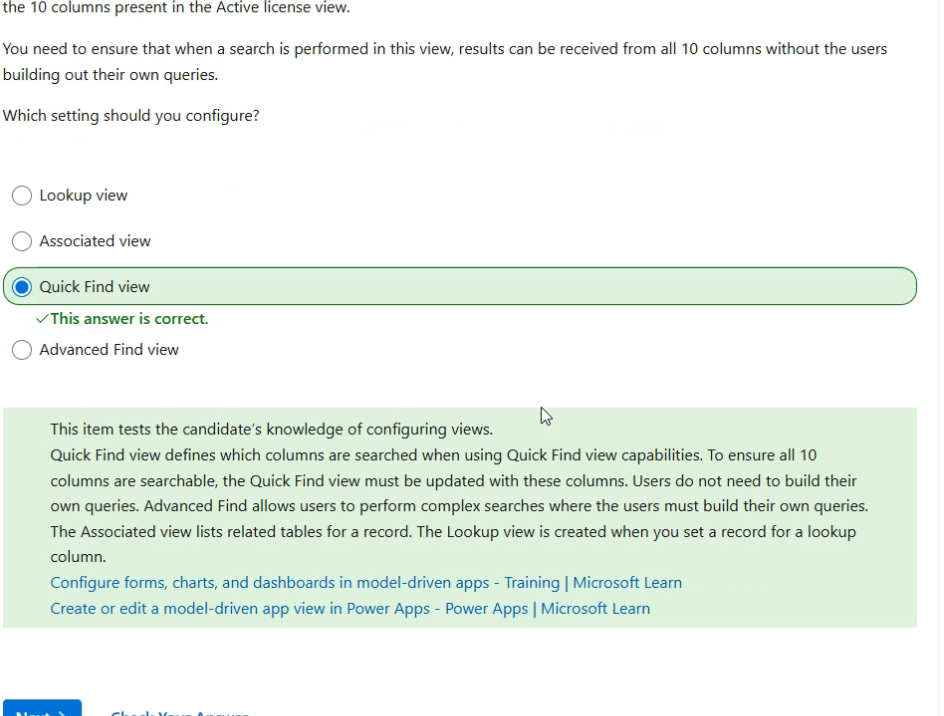 the 10 columns present in the Active license view.
You need to ensure that when a search is performed in this view, results can be received from all 10 columns without the users
building out their own queries.
Which setting should you configure?
Lookup view
Associated view
Quick Find view
✓This answer is correct.
Advanced Find view
This item tests the candidate's knowledge of configuring views.
Quick Find view defines which columns are searched when using Quick Find view capabilities. To ensure all 10
columns are searchable, the Quick Find view must be updated with these columns. Users do not need to build their
own queries. Advanced Find allows users to perform complex searches where the users must build their own queries.
The Associated view lists related tables for a record. The Lookup view is created when you set a record for a lookup
column.
Configure forms, charts, and dashboards in model-driven apps - Training | Microsoft Learn
Create or edit a model-driven app view in Power Apps - Power Apps | Microsoft Learn
Next >
Check Your Answer